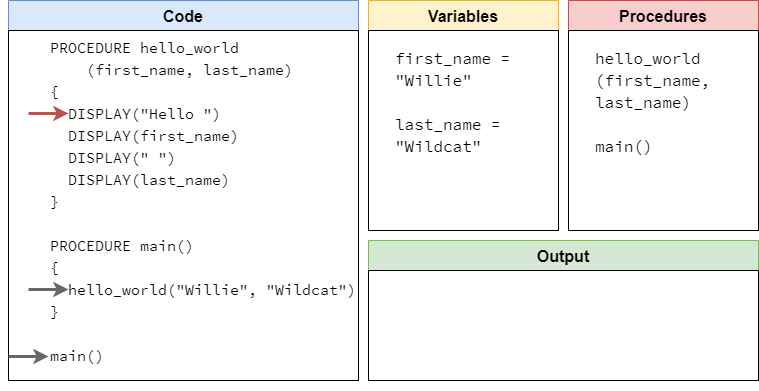 Code
PROCEDURE hello_world
(first_name, last_name)
{
DISPLAY("Hello ")
DISPLAY(first_name)
DISPLAY(" ")
DISPLAY(last_name)
}
PROCEDURE main()
{
hello_world("Willie", "Wildcat")
}
main()
Variables
first_name =
"Willie"
last_name =
"Wildcat"
Procedures
hello_world
(first_name,
last_name)
main()
Output